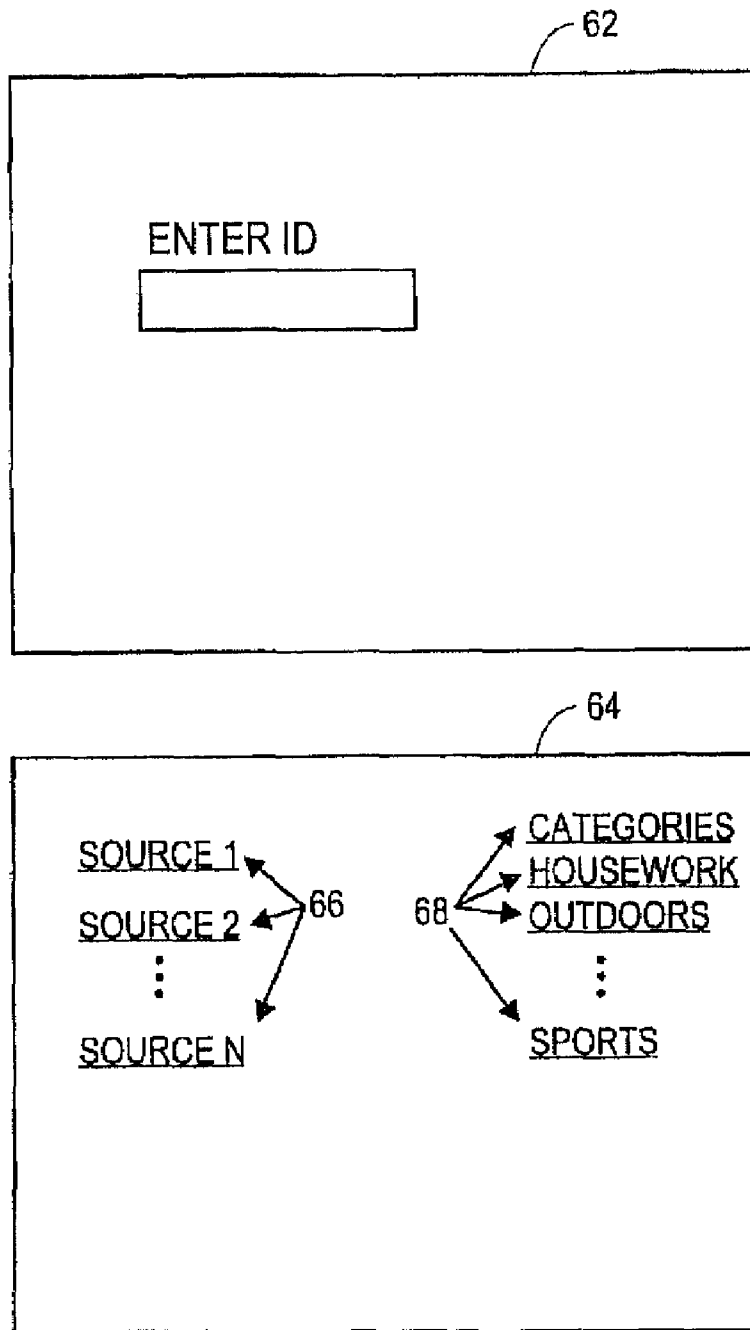 62
ENTER ID
64
SOURCE 1
SOURCE 2
SOURCE N
66
68
CATEGORIES
HOUSEWORK
OUTDOORS
SPORTS